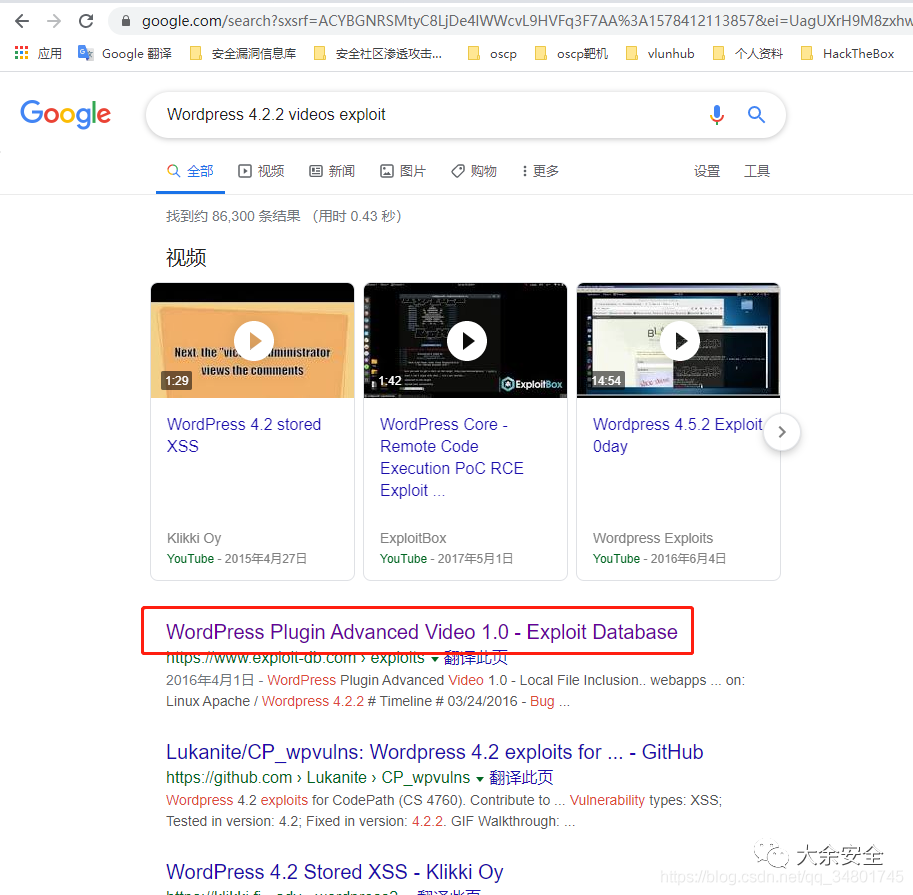 google.com/search?sxsrf=ACYBGNRSMtyC8LjDe4lWWcvL9HVFq3F7AA%3A1578412113857&ei=UagUXrH9M8zxhw
应用 Google 翻译 安全漏洞信息库 安全社区渗透攻击... oscp oscp靶机 vlunhub 个人资料 HackTheBox
Google
Wordpress 4.2.2 videos exploit
全部 视频 新闻 图片 购物 更多 设置 工具
找到约 86,300 条结果 （用时 0.43 秒）
视频
Next, the "vic administrator
views the comments
1:29
1:42
ExploitBox
14:54
WordPress 4.2 stored
XSS
Klikki Oy
YouTube - 2015年4月27日
WordPress Core -
Remote Code
Execution PoC RCE
Exploit ...
ExploitBox
YouTube - 2017年5月1日
Wordpress 4.5.2 Exploit
0day
Wordpress Exploits
YouTube - 2016年6月4日
WordPress Plugin Advanced Video 1.0 - Exploit Database
https://www.exploit-db.com › exploits 翻译此页
2016年4月1日 - WordPress Plugin Advanced Video 1.0 - Local File Inclusion.. webapps ... on:
Linux Apache / Wordpress 4.2.2 # Timeline # 03/24/2016 - Bug ...
Lukanite/CP_wpvulns: Wordpress 4.2 exploits for ... - GitHub
https://github.com › Lukanite › CP_wpvulns 翻译此页
Wordpress 4.2 exploits for CodePath (CS 4760). Contribute to ... Vulnerability types: XSS;
Tested in version: 4.2; Fixed in version: 4.2.2. GIF Walkthrough: ...
WordPress 4.2 Stored XSS - Klikki Oy
大余安全
https://blog.csdn.net/qq_34801745